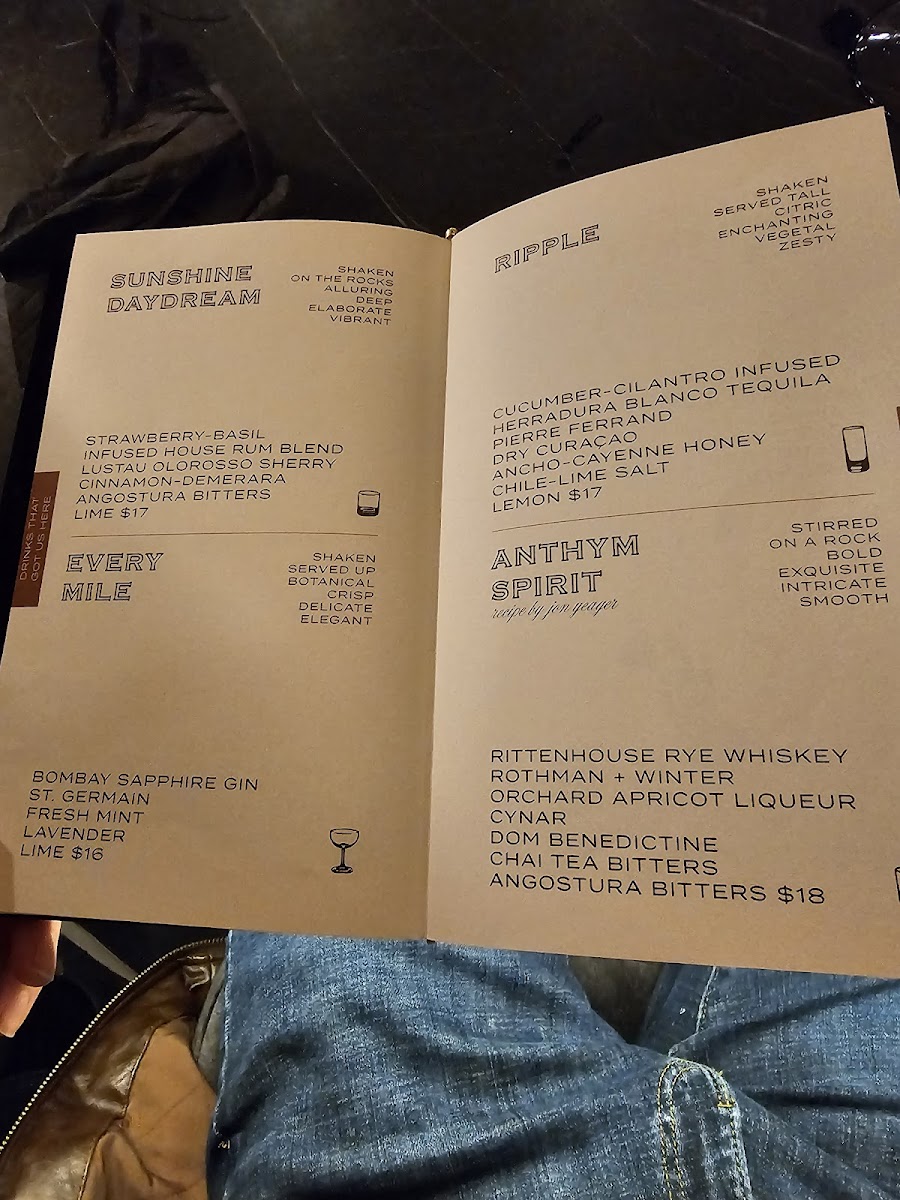 SUNSHINE
DAYDREAM
SHAKEN
ON THE ROCKS
ALLURING
DEEP
ELABORATE
VIBRANT
STRAWBERRY-BASIL
INFUSED HOUSE RUM BLEND
LUSTAU OLOROSSO SHERRY
CINNAMON-DEMERARA
ANGOSTURA BITTERS
LIME $17
DRINKS THAT
GOT US HERE
EVERY
MILE
SHAKEN
SERVED UP
BOTANICAL
CRISP
DELICATE
ELEGANT
BOMBAY SAPPHIRE GIN
ST. GERMAIN
FRESH MINT
LAVENDER
LIME $16
RIPPLE
SHAKEN
SERVED TALL
CITRIC
ENCHANTING
VEGETAL
ZESTY
CUCUMBER-CILANTRO INFUSED
HERRADURA BLANCO TEQUILA
PIERRE FERRAND
DRY CURAÇAO
ANCHO-CAYENNE HONEY
CHILE-LIME SALT
LEMON $17
ANTHYM
SPIRIT
recipe by jon yeager
STIRRED
ON A ROCK
BOLD
EXQUISITE
INTRICATE
SMOOTH
RITTENHOUSE RYE WHISKEY
ROTHMAN + WINTER
ORCHARD APRICOT LIQUEUR
CYNAR
DOM BENEDICTINE
CHAI TEA BITTERS
ANGOSTURA BITTERS $18